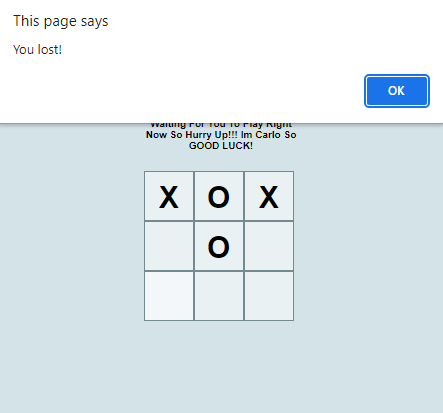 This page says
You lost!
OK
Waiting For You To Play Right
Now So Hurry Up!!! Im Carlo So
GOOD LUCK!
X O X
O